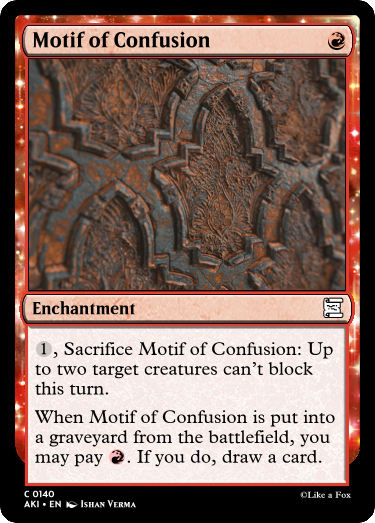 Motif of Confusion
Enchantment
1, Sacrifice Motif of Confusion: Up
to two target creatures can't block
this turn.
When Motif of Confusion is put into
a graveyard from the battlefield, you
may pay . If you do, draw a card.
C 0140
AKI • EN Ishan Verma
©Like a Fox